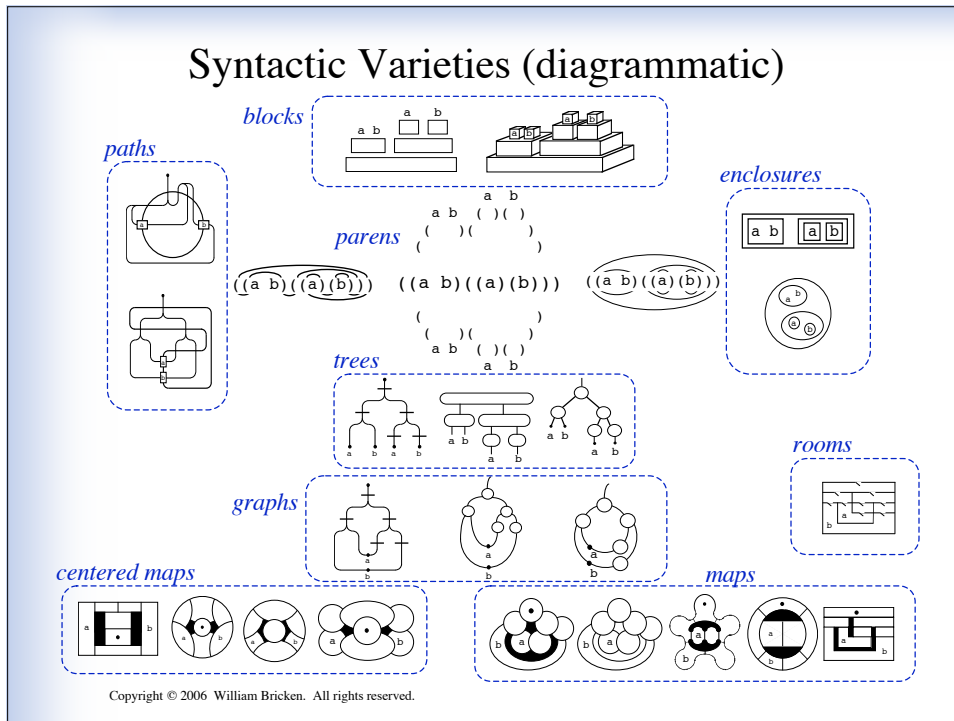 Syntactic Varieties (diagrammatic)
blocks
a b
a b
a b
a b
paths
a b
a
b
enclosures
a b a b
a b
a b
parens
a b
a b ( )( )
( )( )
( )
((a b)((a)(b)))
((a b)((a)(b)))
((a b)((a)(b)))
( )
( )( )
a b ( )( )
a b
trees
a b a b
a b
a b
a b
a b
graphs
a
b
a
b
a
b
rooms
a
b
centered maps
a b
a b
a b
a b
maps
a
b
a
b
a
b
a
b
a
b
Copyright © 2006 William Bricken. All rights reserved.